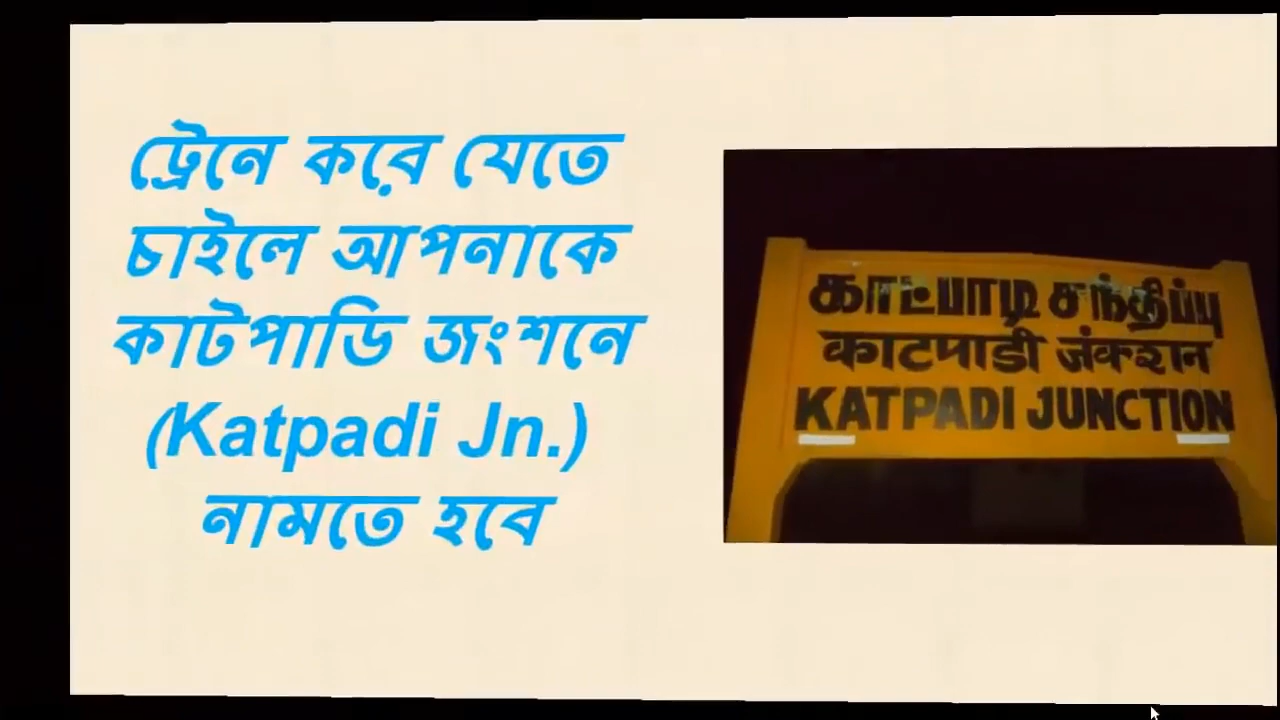 ট্রেনে করে যেতে
চাইলে আপনাকে
কাটপাডি জংশনে
(Katpadi Jn.)
নামতে হবে
காட்பாடி சந்திப்பு
काटपाडी जंक्शन
KATPADI JUNCTION